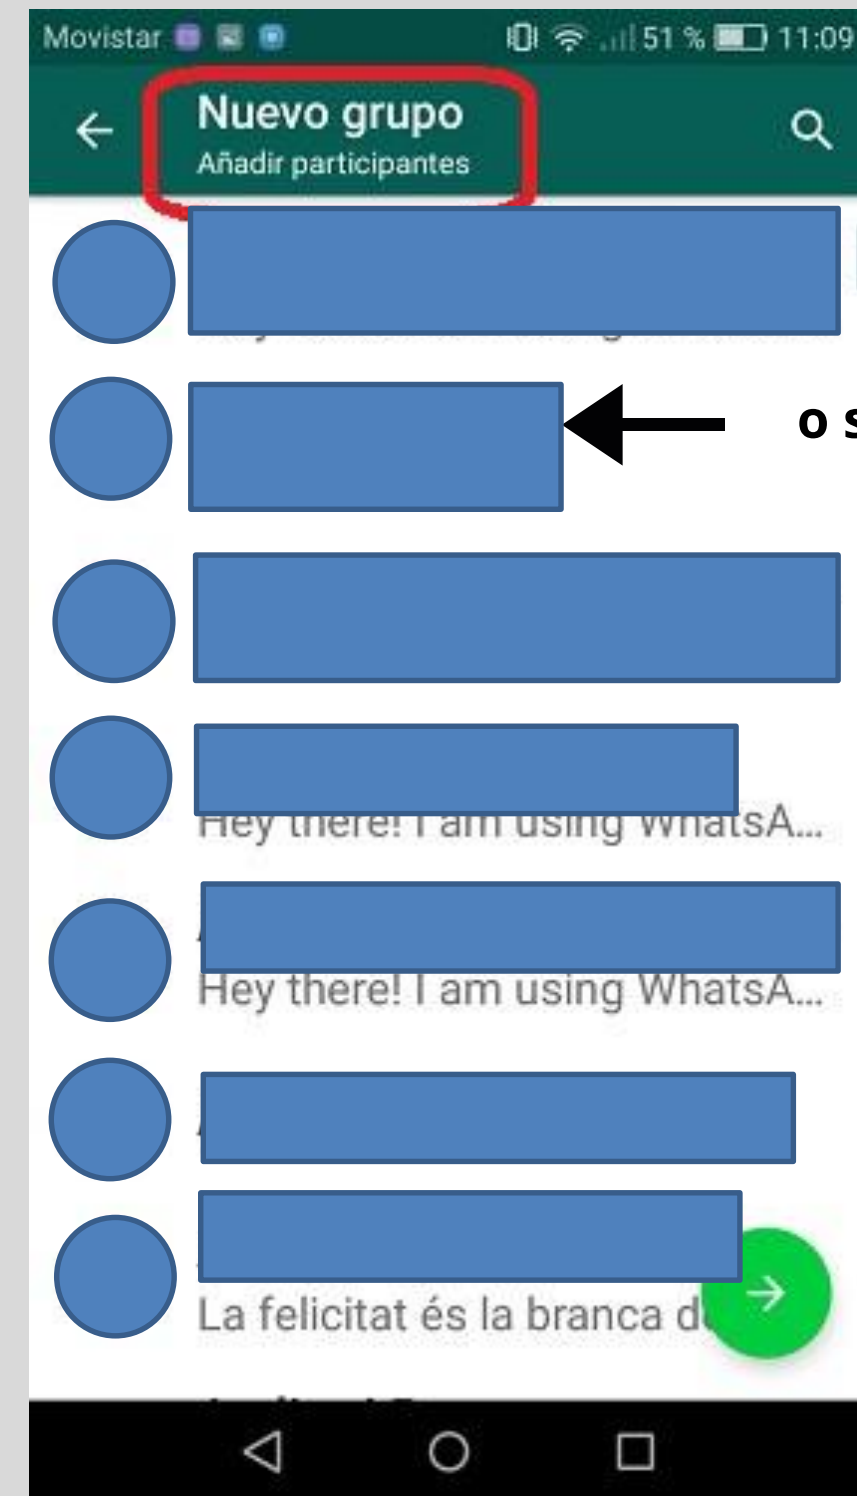 Movistar 51 % 11:09
Nuevo grupo
Añadir participantes
o
Hey there! I am using WhatsA...
Hey there! I am using WhatsA...
La felicitat és la branca